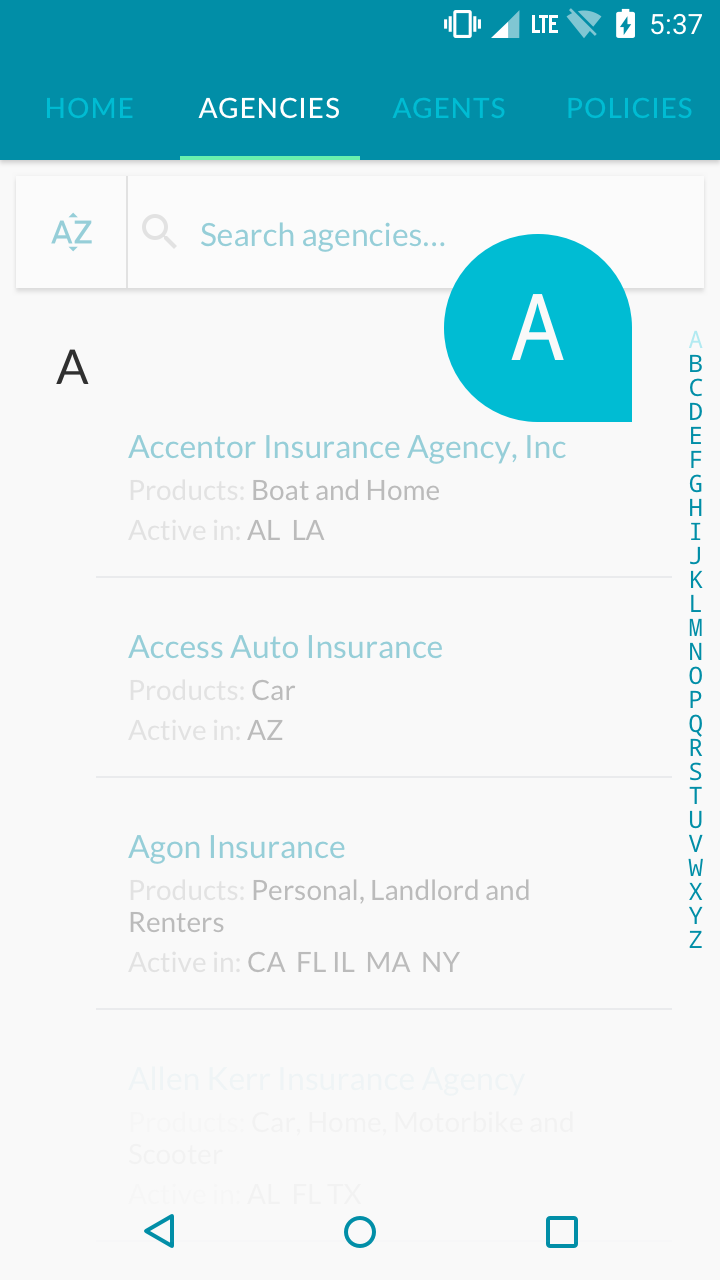 LTE 5:37
HOME AGENCIES AGENTS POLICIES
AZ Search agencies...
A
A
Accentor Insurance Agency, Inc
Products: Boat and Home
Active in: AL LA
Access Auto Insurance
Products: Car
Active in: AZ
Agon Insurance
Products: Personal, Landlord and
Renters
Active in: CA FL IL MA NY
Allen Kerr Insurance Agency
Products: Car, Home, Motorbike and
Scooter
Active in: AL FL TX
A
B
C
D
E
F
G
H
I
J
K
L
M
N
O
P
Q
R
S
T
U
V
W
X
Y
Z